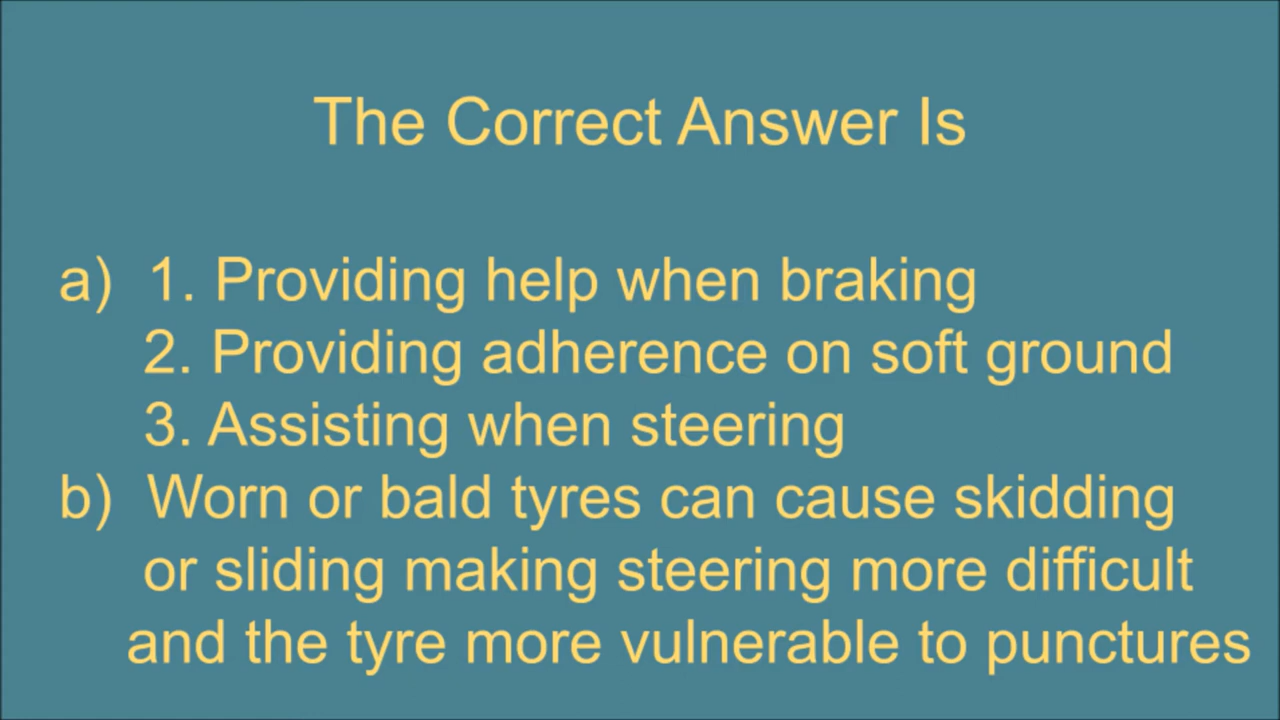 The Correct Answer Is
a) 1. Providing help when braking
2. Providing adherence on soft ground
3. Assisting when steering
b) Worn or bald tyres can cause skidding
or sliding making steering more difficult
and the tyre more vulnerable to punctures